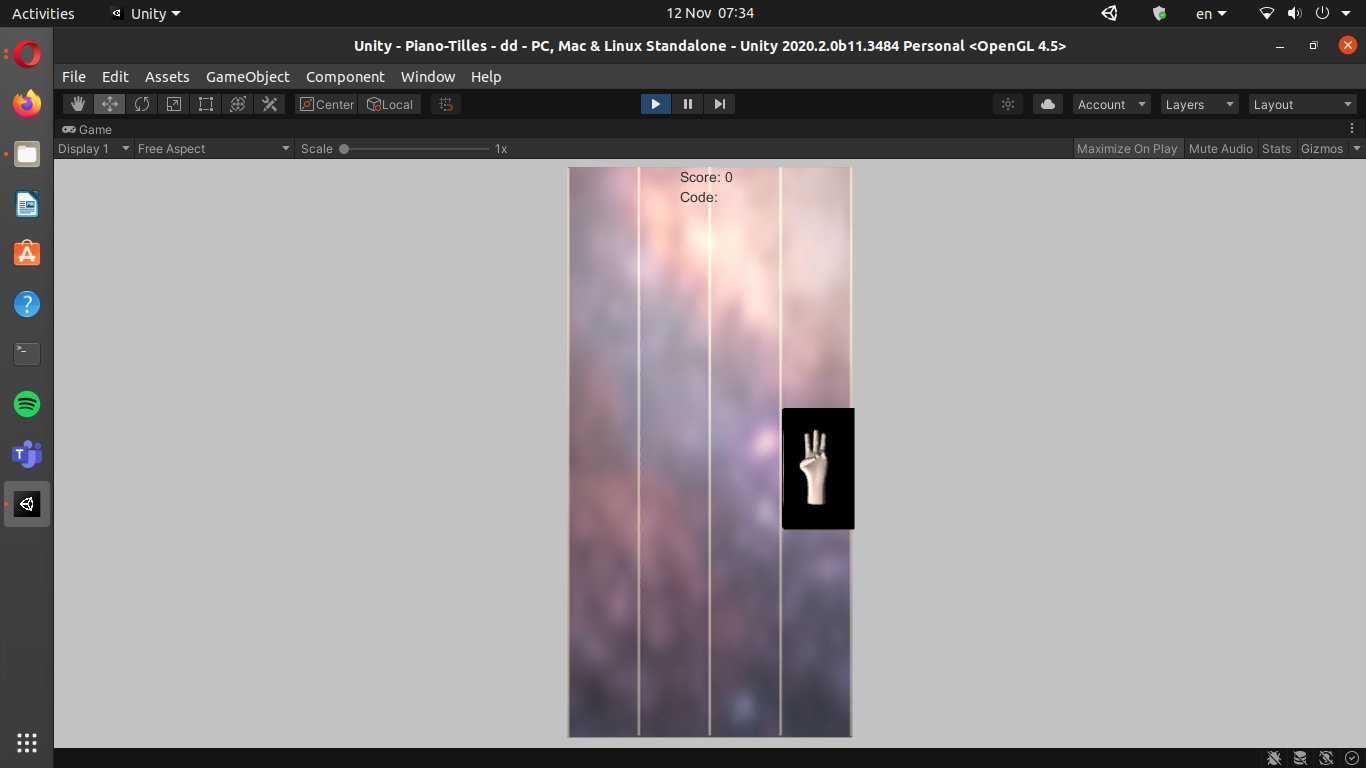 Activities
Unity
12 Nov 07:34
en
Unity - Piano-Tilles - dd - PC, Mac & Linux Standalone - Unity 2020.2.0b11.3484 Personal <OpenGL 4.5>
File Edit Assets GameObject Component Window Help
Center Local Account Layers Layout
Game
Display 1 Free Aspect Scale 1x Maximize On Play Mute Audio Stats Gizmos
Score: 0
Code: